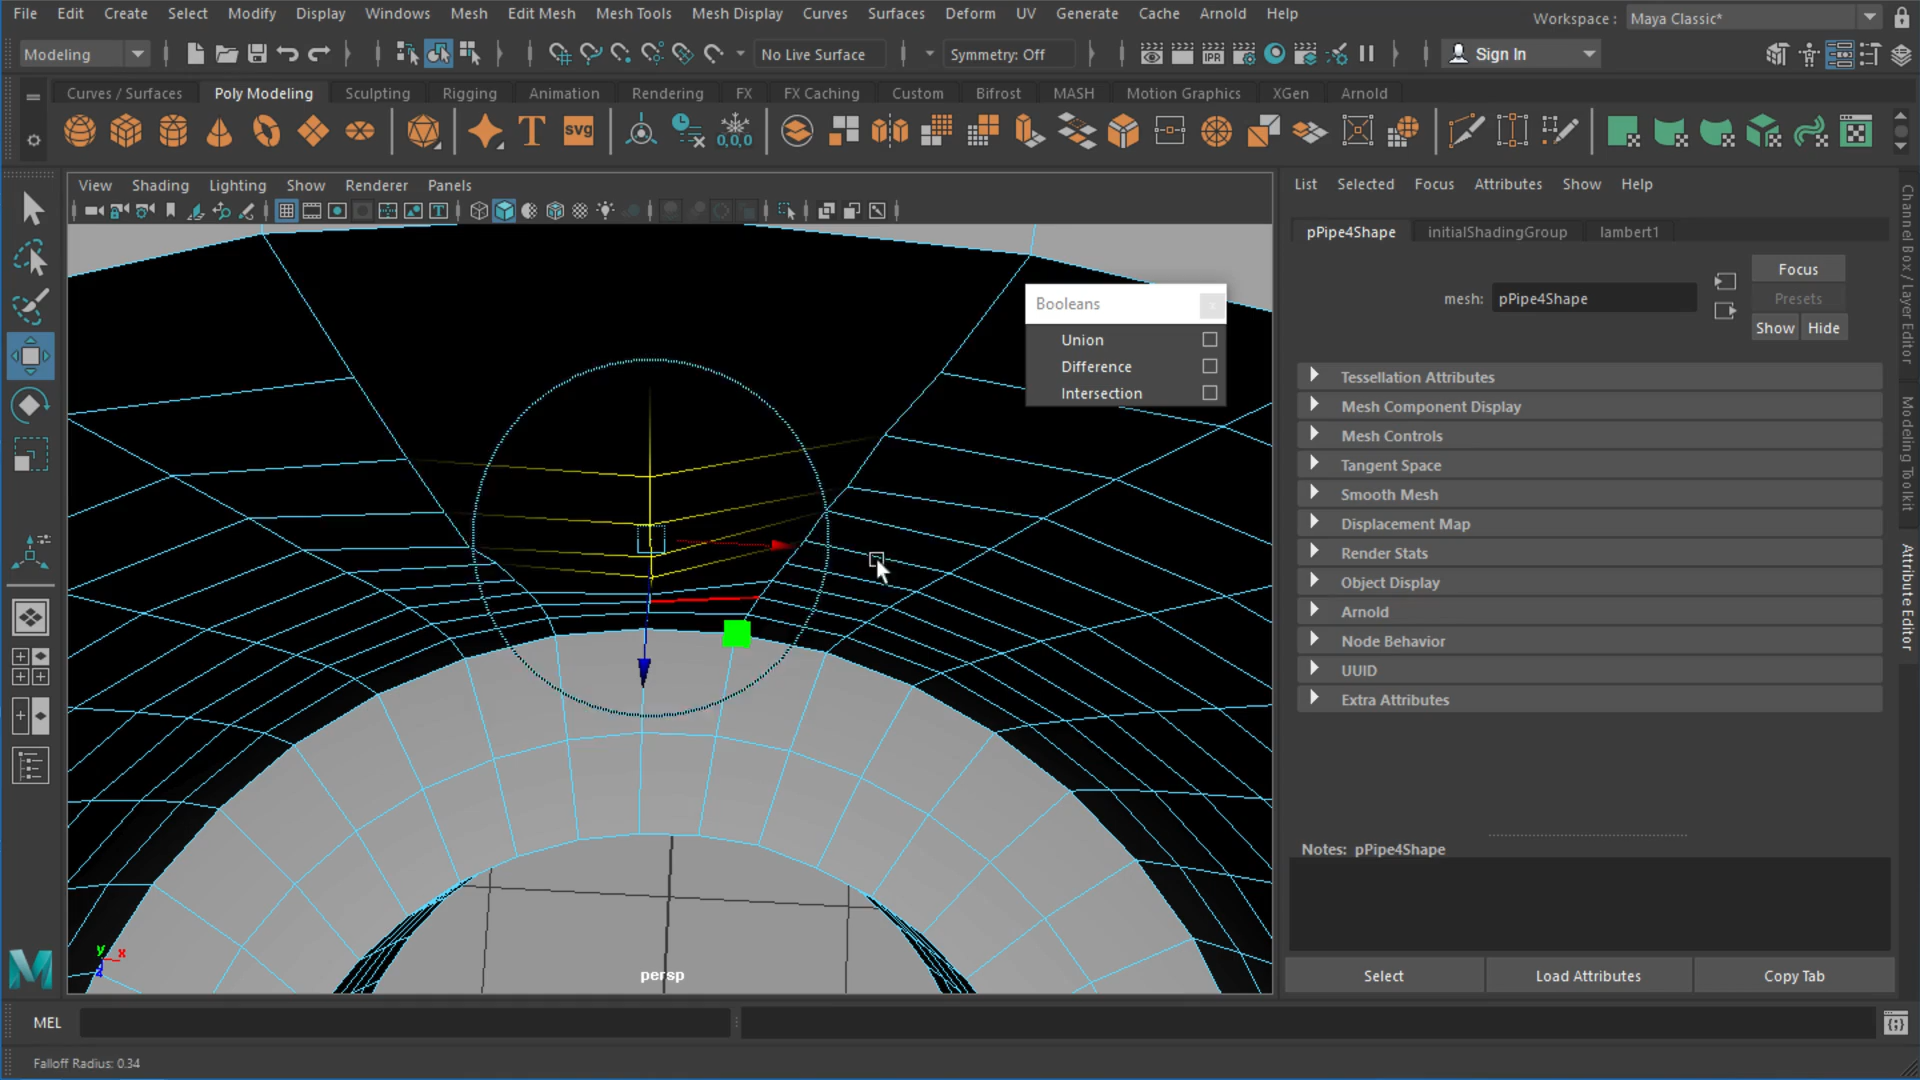 File Edit Create Select Modify Display Windows Mesh Edit Mesh Mesh Tools Mesh Display Curves Surfaces Deform UV Generate Cache Arnold Help
Workspace : Maya Classic*
Modeling No Live Surface Symmetry: Off Sign In
Curves / Surfaces Poly Modeling Sculpting Rigging Animation Rendering FX FX Caching Custom Bifrost MASH Motion Graphics XGen Arnold
T svg 0,0,0
View Shading Lighting Show Renderer Panels
IPR
List Selected Focus Attributes Show Help
pPipe4Shape initialShadingGroup lambert1
mesh: pPipe4Shape
Focus
Presets
Show Hide
Booleans
Union
Difference
Intersection
Tessellation Attributes
Mesh Component Display
Mesh Controls
Tangent Space
Smooth Mesh
Displacement Map
Render Stats
Object Display
Arnold
Node Behavior
UUID
Extra Attributes
Notes: pPipe4Shape
Select Load Attributes Copy Tab
Channel Box / Layer Editor
Modeling Toolkit
Attribute Editor
y x z
persp
M
MEL
Falloff Radius: 0.34